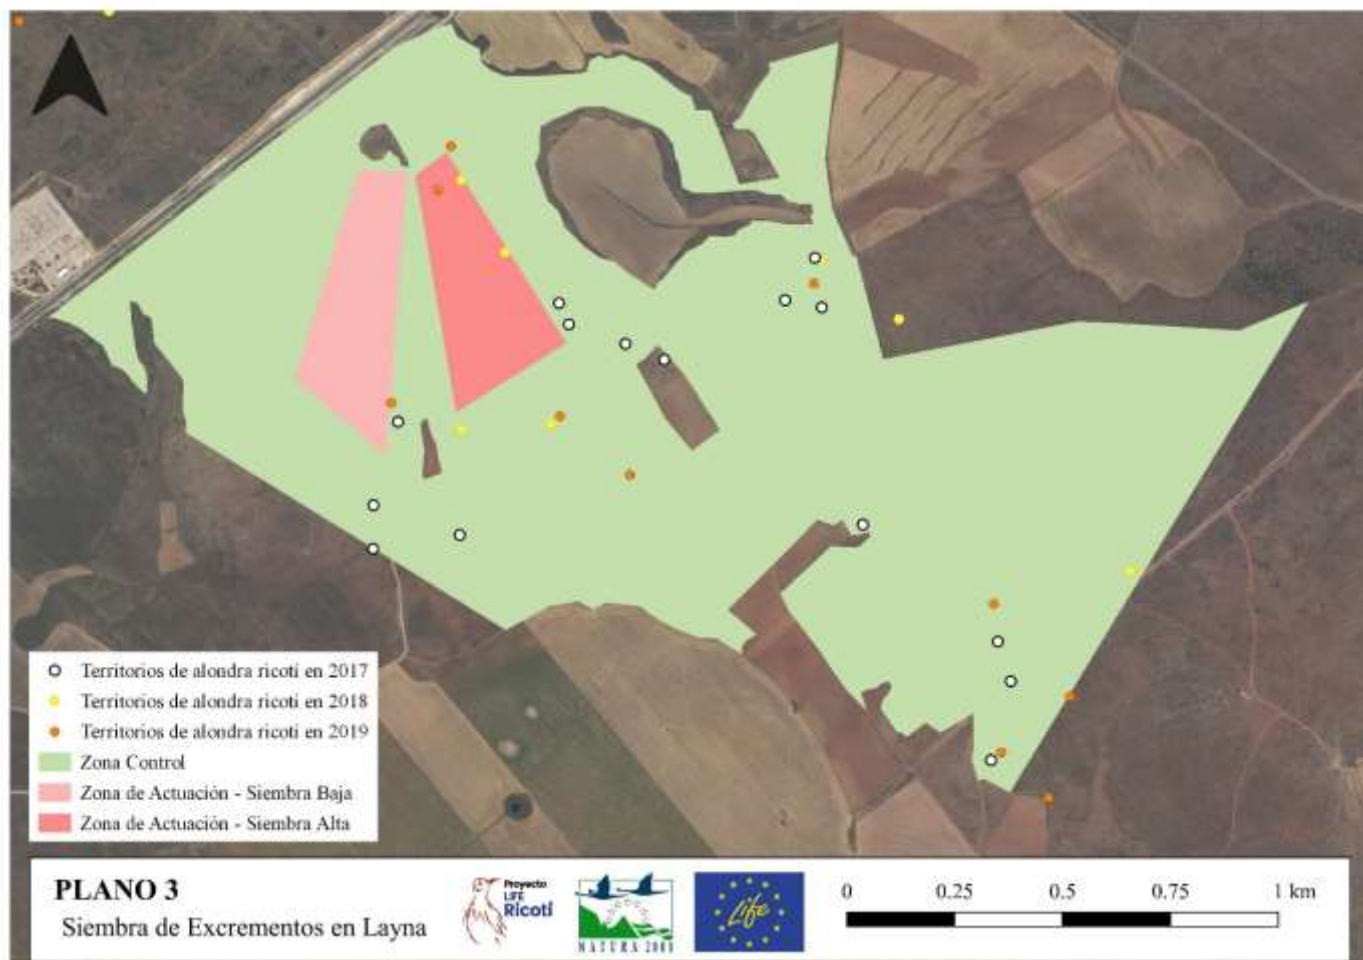 Territorios de alondra ricotí en 2017
Territorios de alondra ricotí en 2018
Territorios de alondra ricotí en 2019
Zona Control
Zona de Actuación - Siembra Baja
Zona de Actuación - Siembra Alta
PLANO 3
Siembra de Excrementos en Layna
Proyecto
LIFE
Ricotí
NATURA 2000
Life
0 0.25 0.5 0.75 1 km